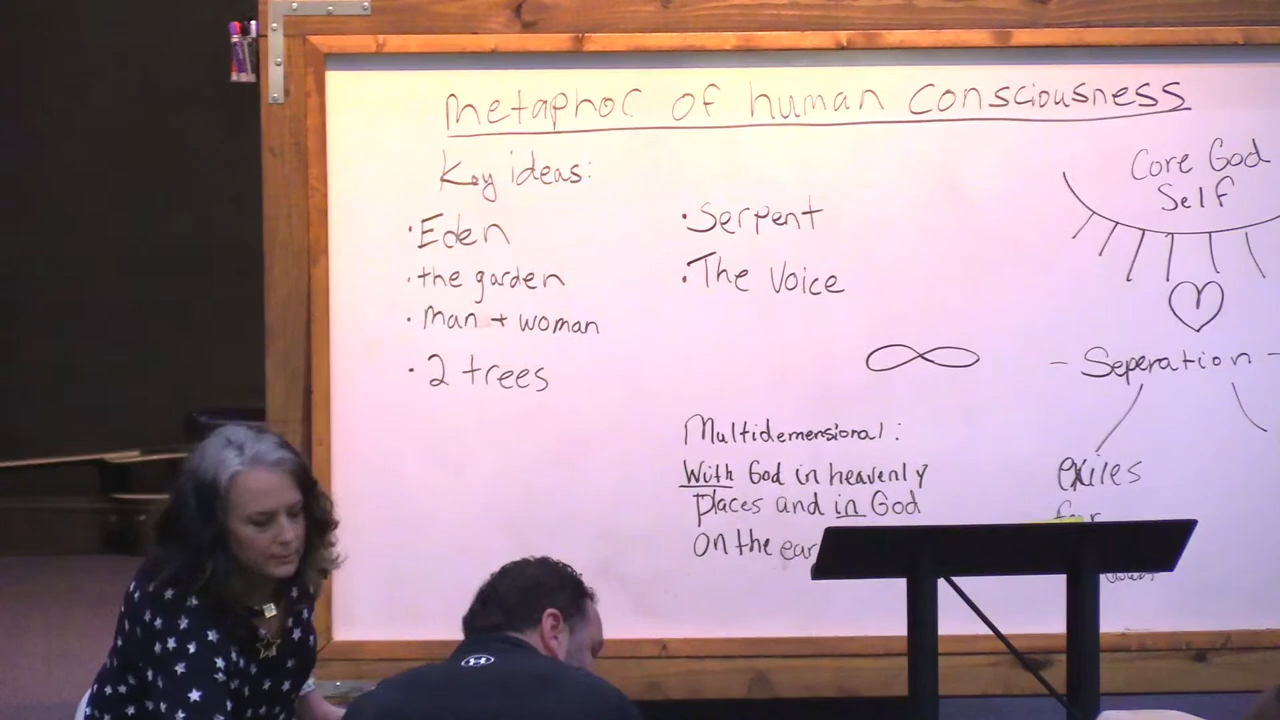 metaphor of human consciousness
Key ideas:
·Eden
·the garden
·man + woman
·2 trees
·Serpent
·The Voice
Multidemensional:
With God in heavenly
places and in God
on the
Core God
Self
- Seperation -
exiles
for